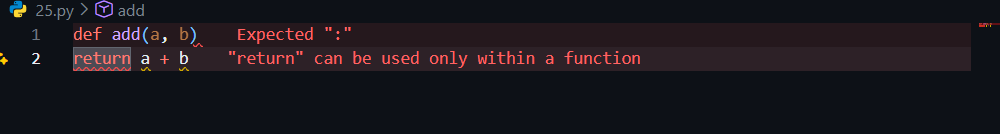 25.py > add
1 def add(a, b) Expected ":"
2 return a + b "return" can be used only within a function